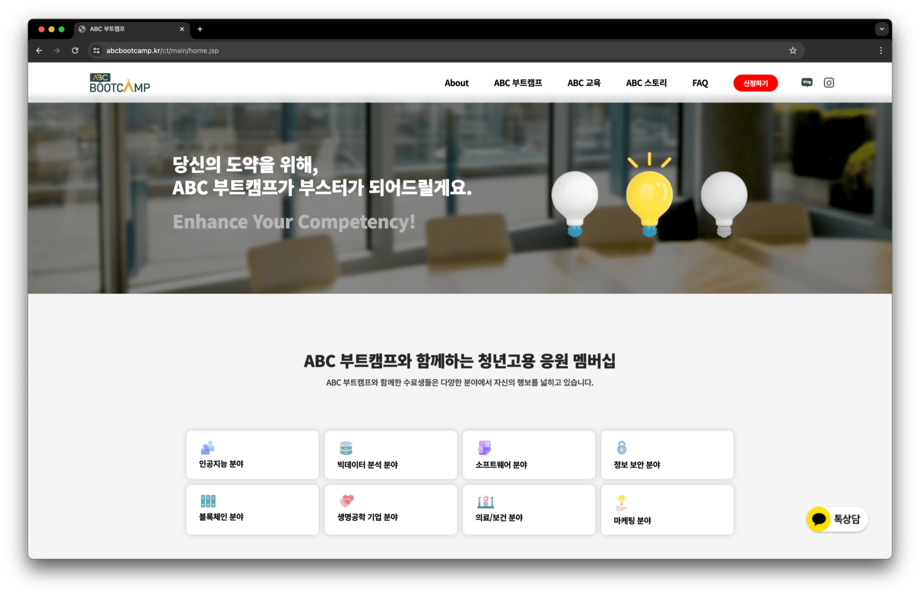 ABC 부트캠프
abcbootcamp.kr/ct/main/home.jsp
ABC
BOOTCAMP
About
ABC 부트캠프
ABC 교육
ABC 스토리
FAQ
신청하기
blog
당신의 도약을 위해,
ABC 부트캠프가 부스터가 되어드릴게요.
Enhance Your Competency!
ABC 부트캠프와 함께하는 청년고용 응원 멤버십
ABC 부트캠프와 함께한 수료생들은 다양한 분야에서 자신의 행보를 넓히고 있습니다.
인공지능 분야
빅데이터 분석 분야
소프트웨어 분야
정보 보안 분야
블록체인 분야
생명공학 기업 분야
의료/보건 분야
마케팅 분야
톡상담